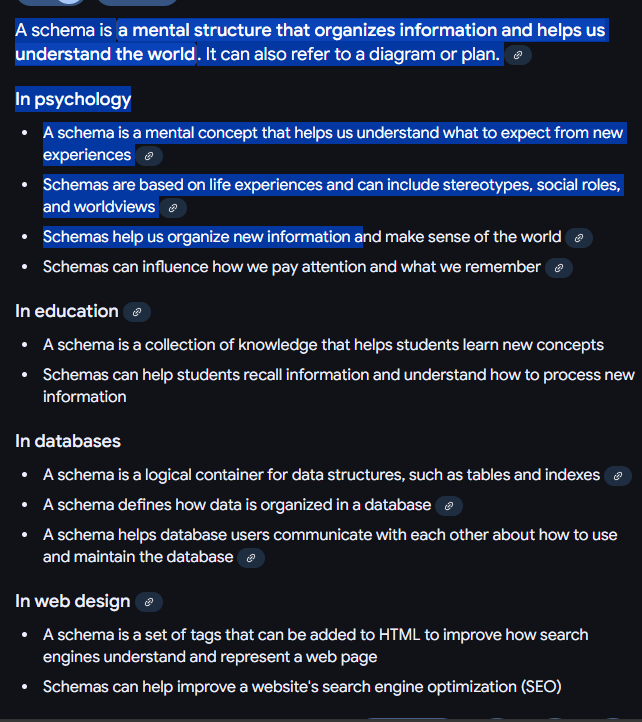 A schema is a mental structure that organizes information and helps us
understand the world. It can also refer to a diagram or plan.
In psychology
• A schema is a mental concept that helps us understand what to expect from new
experiences
• Schemas are based on life experiences and can include stereotypes, social roles,
and worldviews
• Schemas help us organize new information and make sense of the world
• Schemas can influence how we pay attention and what we remember
In education
• A schema is a collection of knowledge that helps students learn new concepts
• Schemas can help students recall information and understand how to process new
information
In databases
• A schema is a logical container for data structures, such as tables and indexes
• A schema defines how data is organized in a database
• A schema helps database users communicate with each other about how to use
and maintain the database
In web design
• A schema is a set of tags that can be added to HTML to improve how search
engines understand and represent a web page
• Schemas can help improve a website's search engine optimization (SEO)